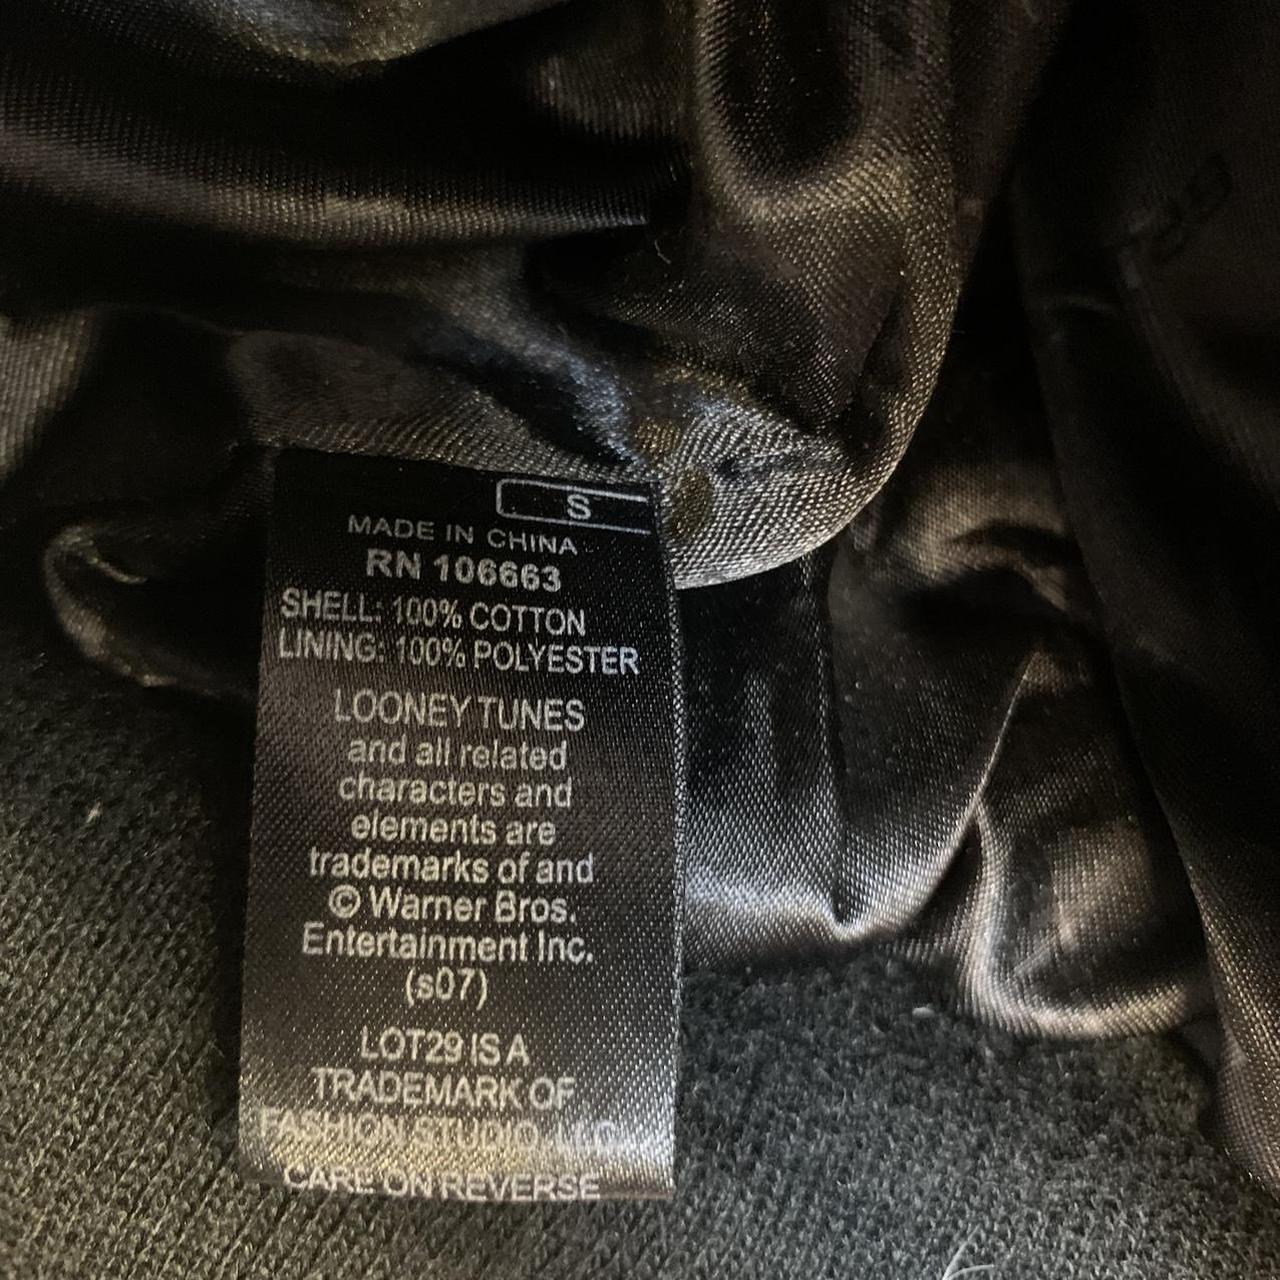 S
MADE IN CHINA
RN 106663
SHELL: 100% COTTON
LINING: 100% POLYESTER
LOONEY TUNES
and all related
characters and
elements are
trademarks of and
© Warner Bros.
Entertainment Inc.
(s07)
LOT29 IS A
TRADEMARK OF
FASHION STUDIO, LLC
CARE ON REVERSE